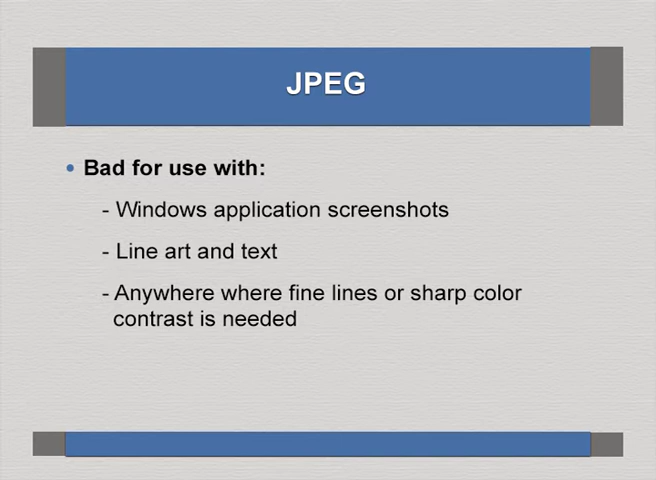 JPEG
• Bad for use with:
- Windows application screenshots
- Line art and text
- Anywhere where fine lines or sharp color
contrast is needed